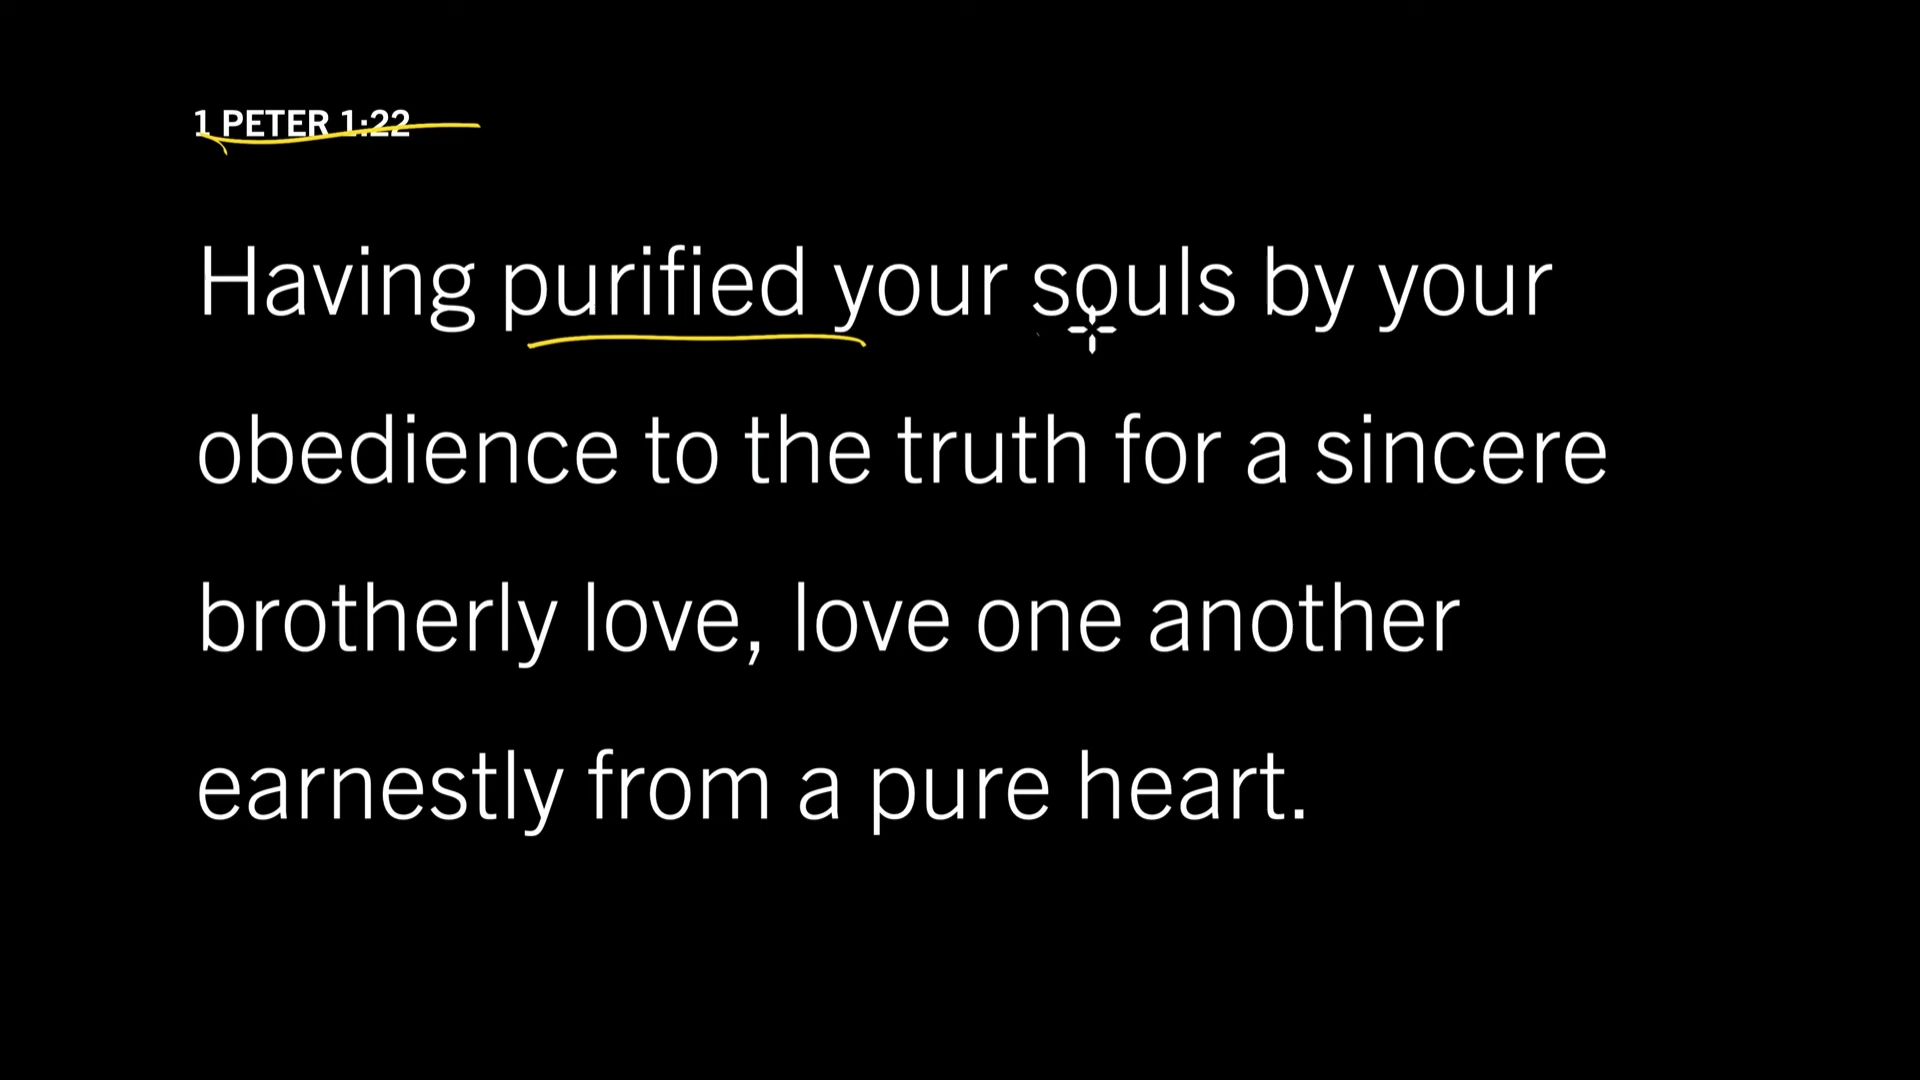 1 PETER 1:22
Having purified your souls by your
obedience to the truth for a sincere
brotherly love, love one another
earnestly from a pure heart.